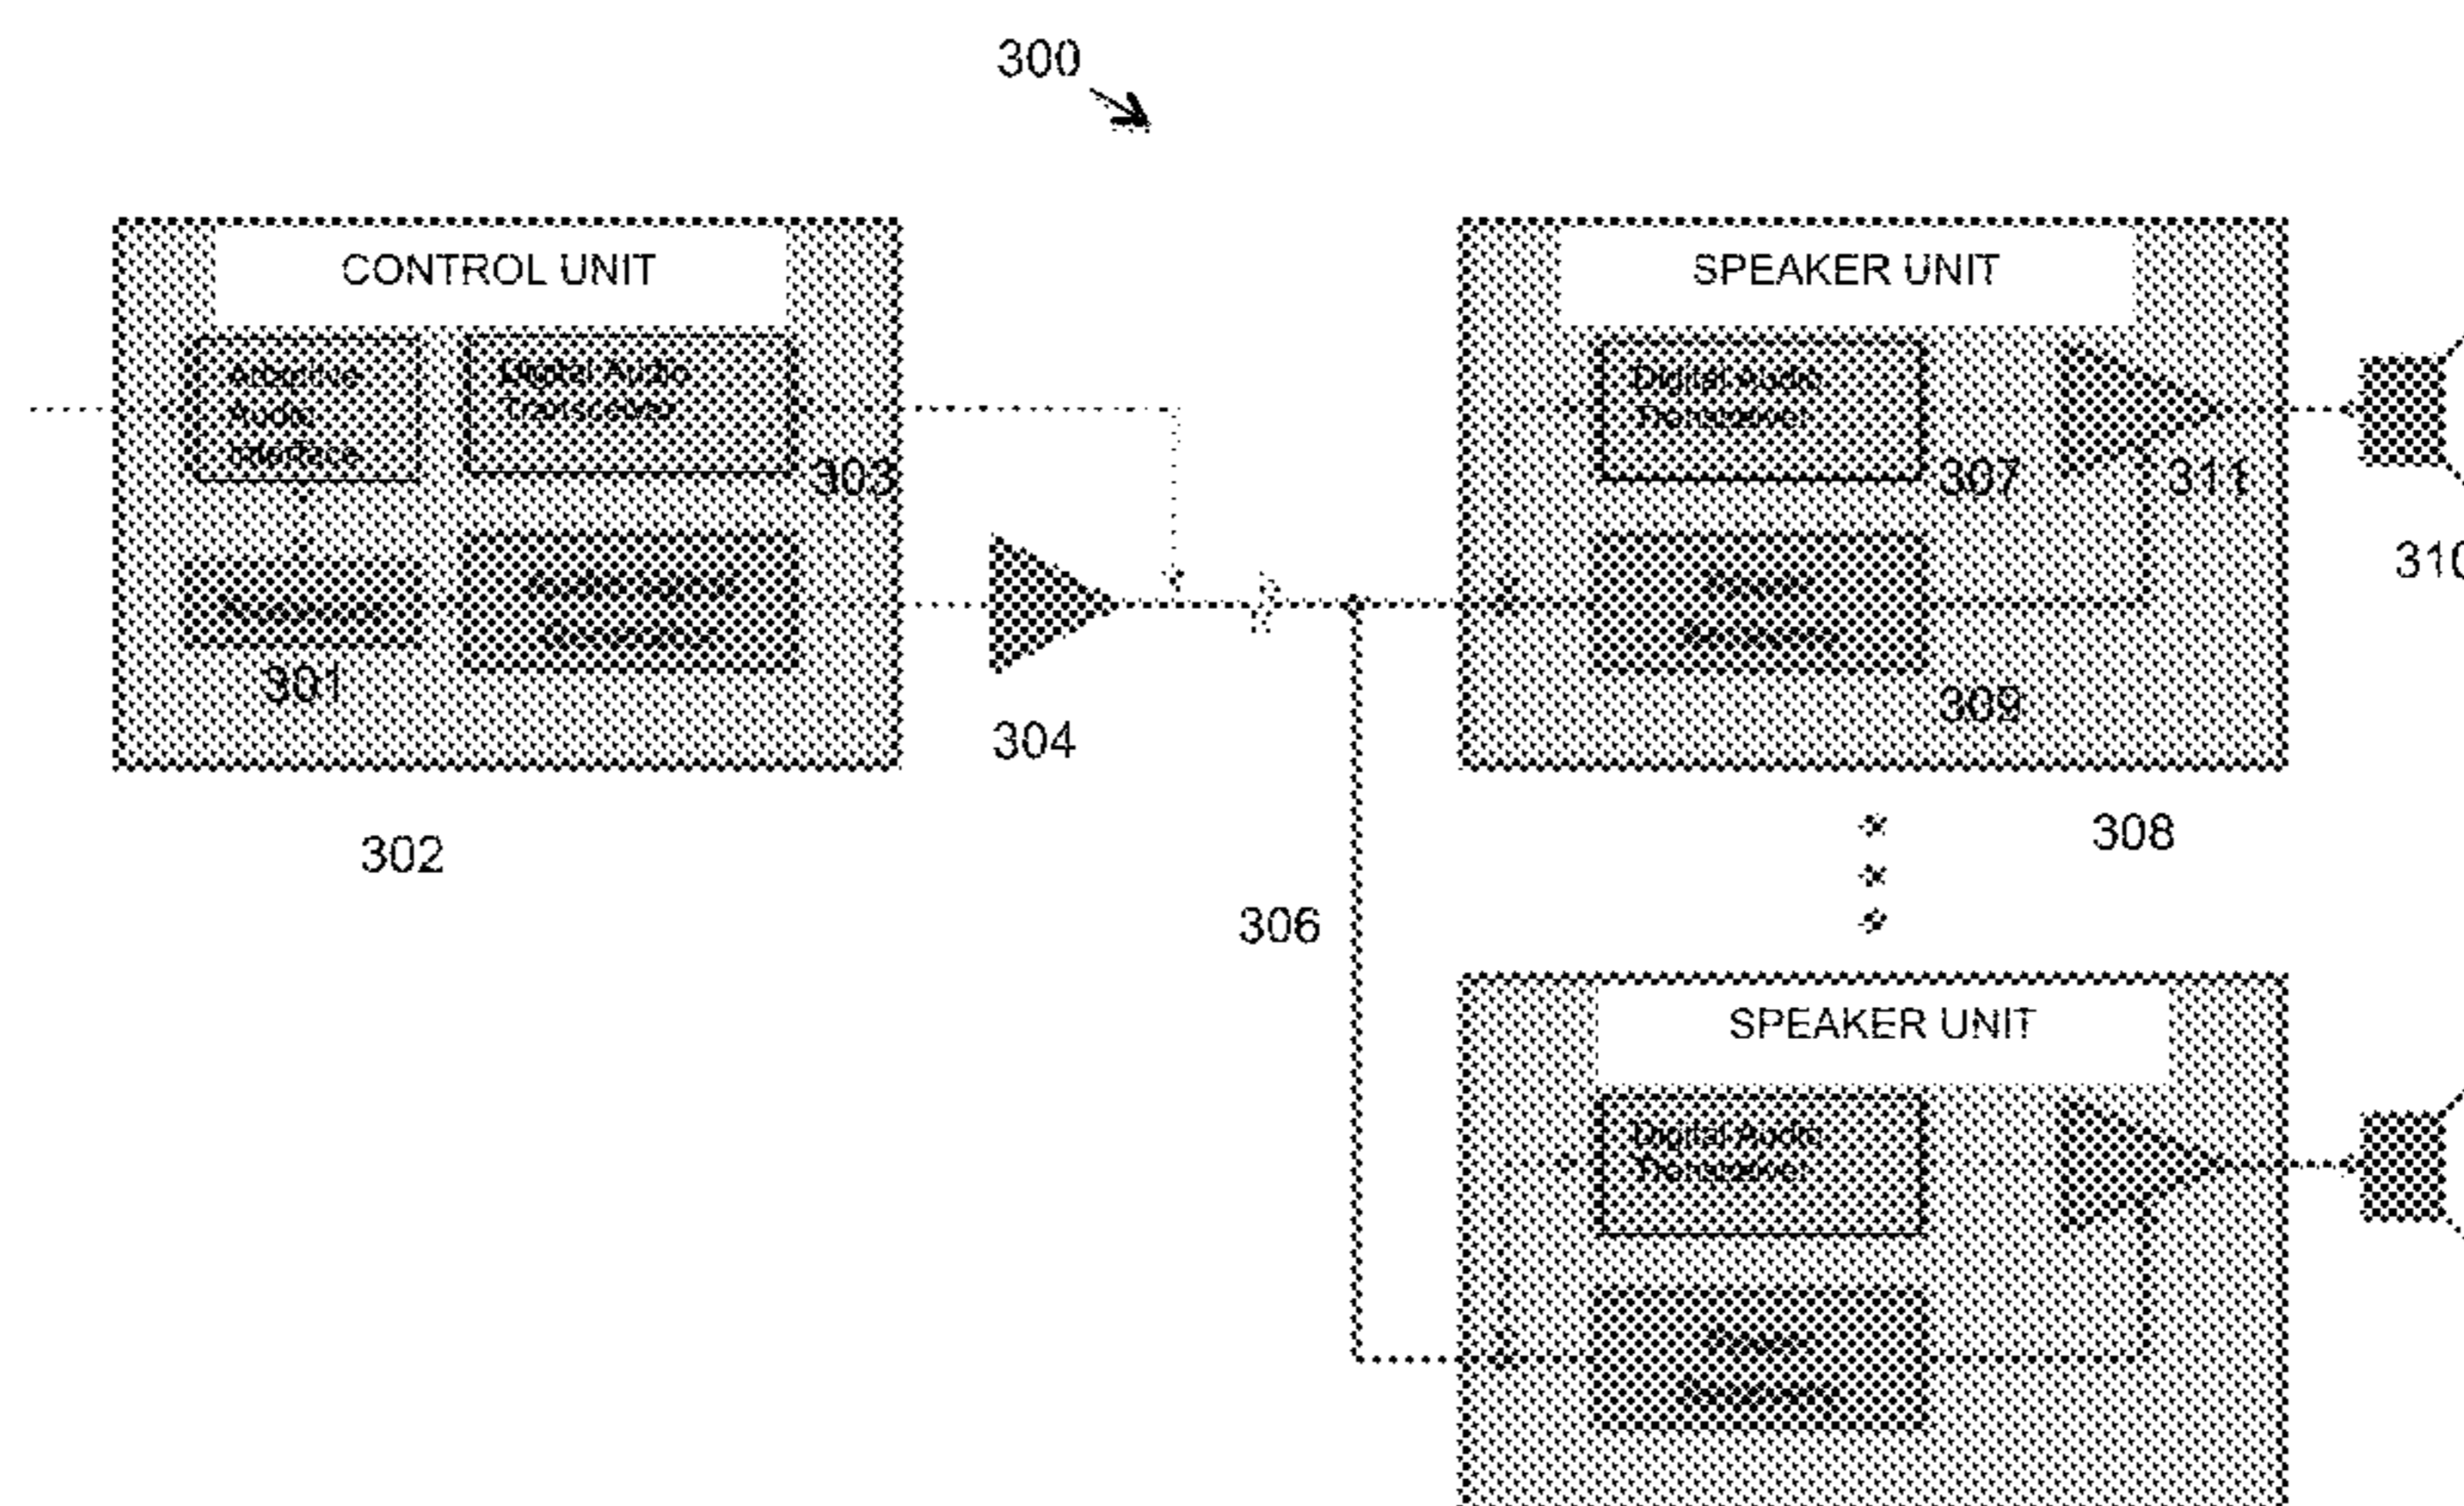 300
CONTROL UNIT
SPEAKER UNIT
Adaptive
Audio
Interface
Digital Audio
Transceiver
Digital Audio
Transceiver
303
307
311
310
301
309
304
302
308
306
SPEAKER UNIT
Digital Audio
Transceiver